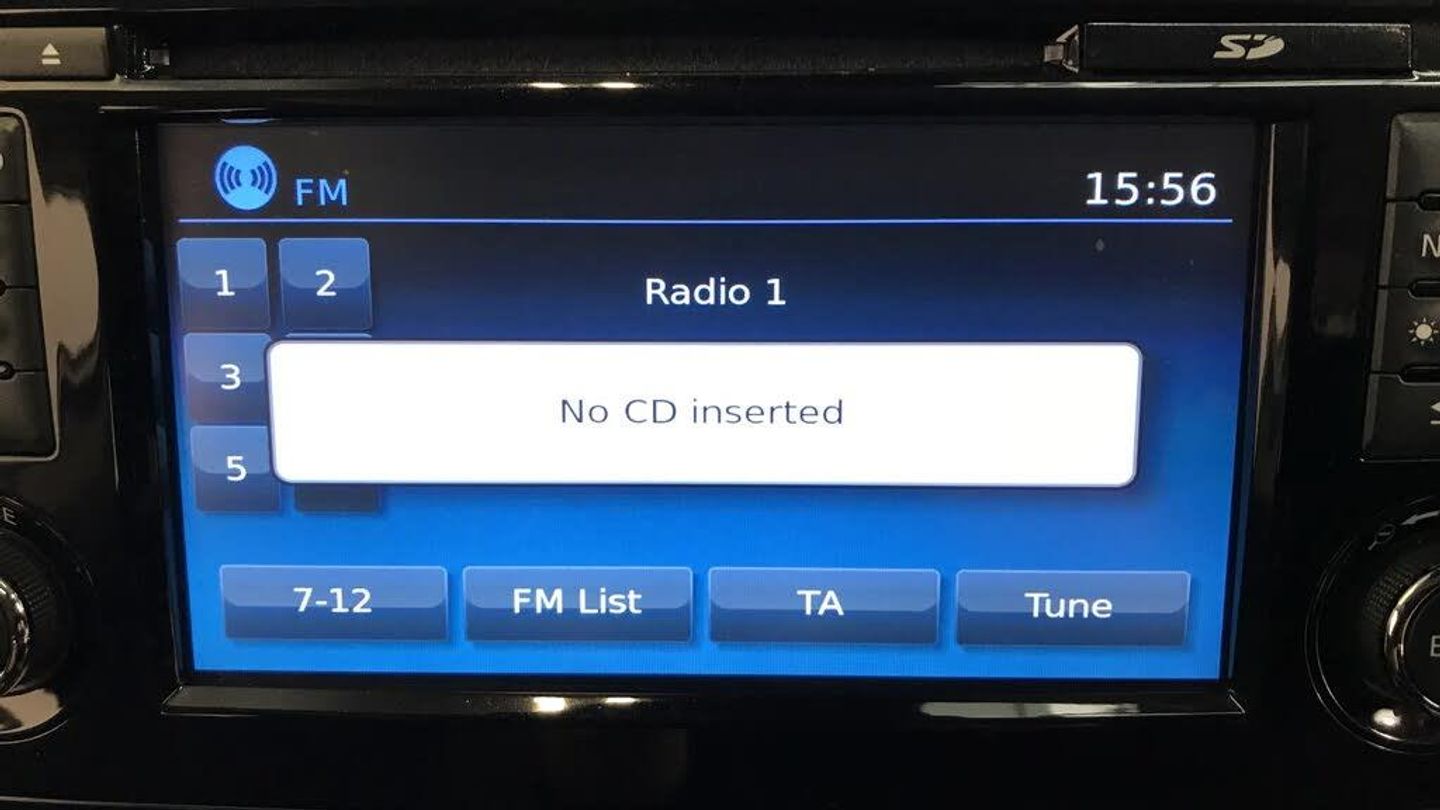 SD
FM
15:56
1
2
Radio 1
3
No CD inserted
5
7-12
FM List
TA
Tune